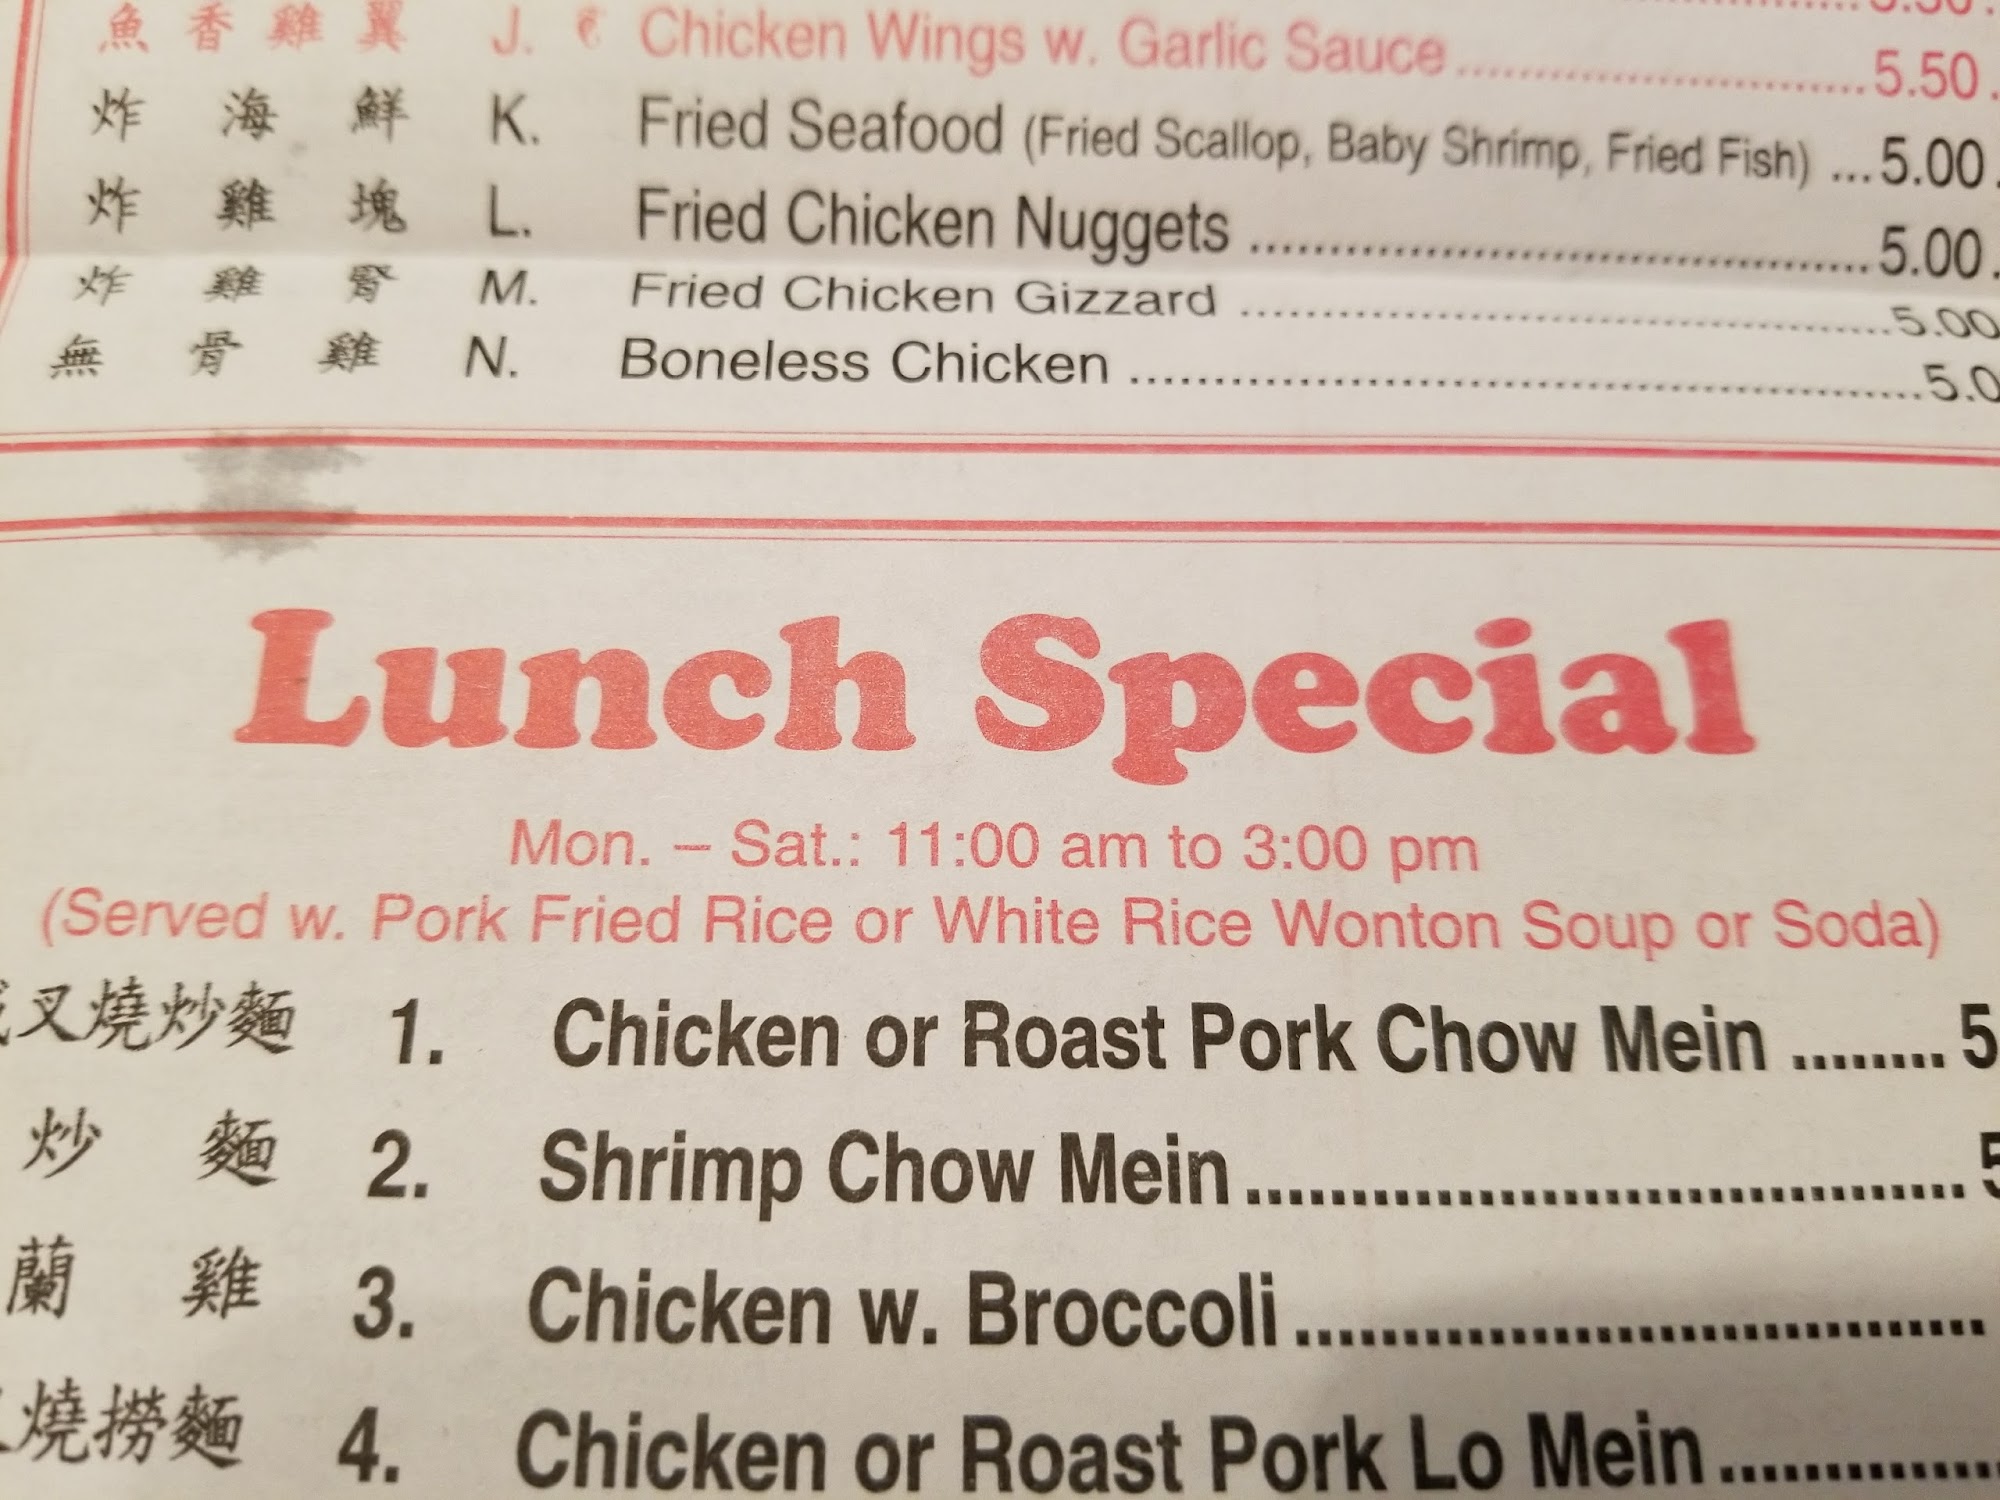 魚香雞翼 J. Chicken Wings w. Garlic Sauce..............................5.50
炸海鮮 K. Fried Seafood (Fried Scallop, Baby Shrimp, Fried Fish) ...5.00
炸雞塊 L. Fried Chicken Nuggets ..............................5.00
炸雞腎 M. Fried Chicken Gizzard ..............................5.00
無骨雞 N. Boneless Chicken ..............................5.0
Lunch Special
Mon. – Sat.: 11:00 am to 3:00 pm
(Served w. Pork Fried Rice or White Rice Wonton Soup or Soda)
叉燒炒麵 1. Chicken or Roast Pork Chow Mein ........ 5
炒麵 2. Shrimp Chow Mein .................................. 5
蘭雞 3. Chicken w. Broccoli .................................
燒撈麵 4. Chicken or Roast Pork Lo Mein .............